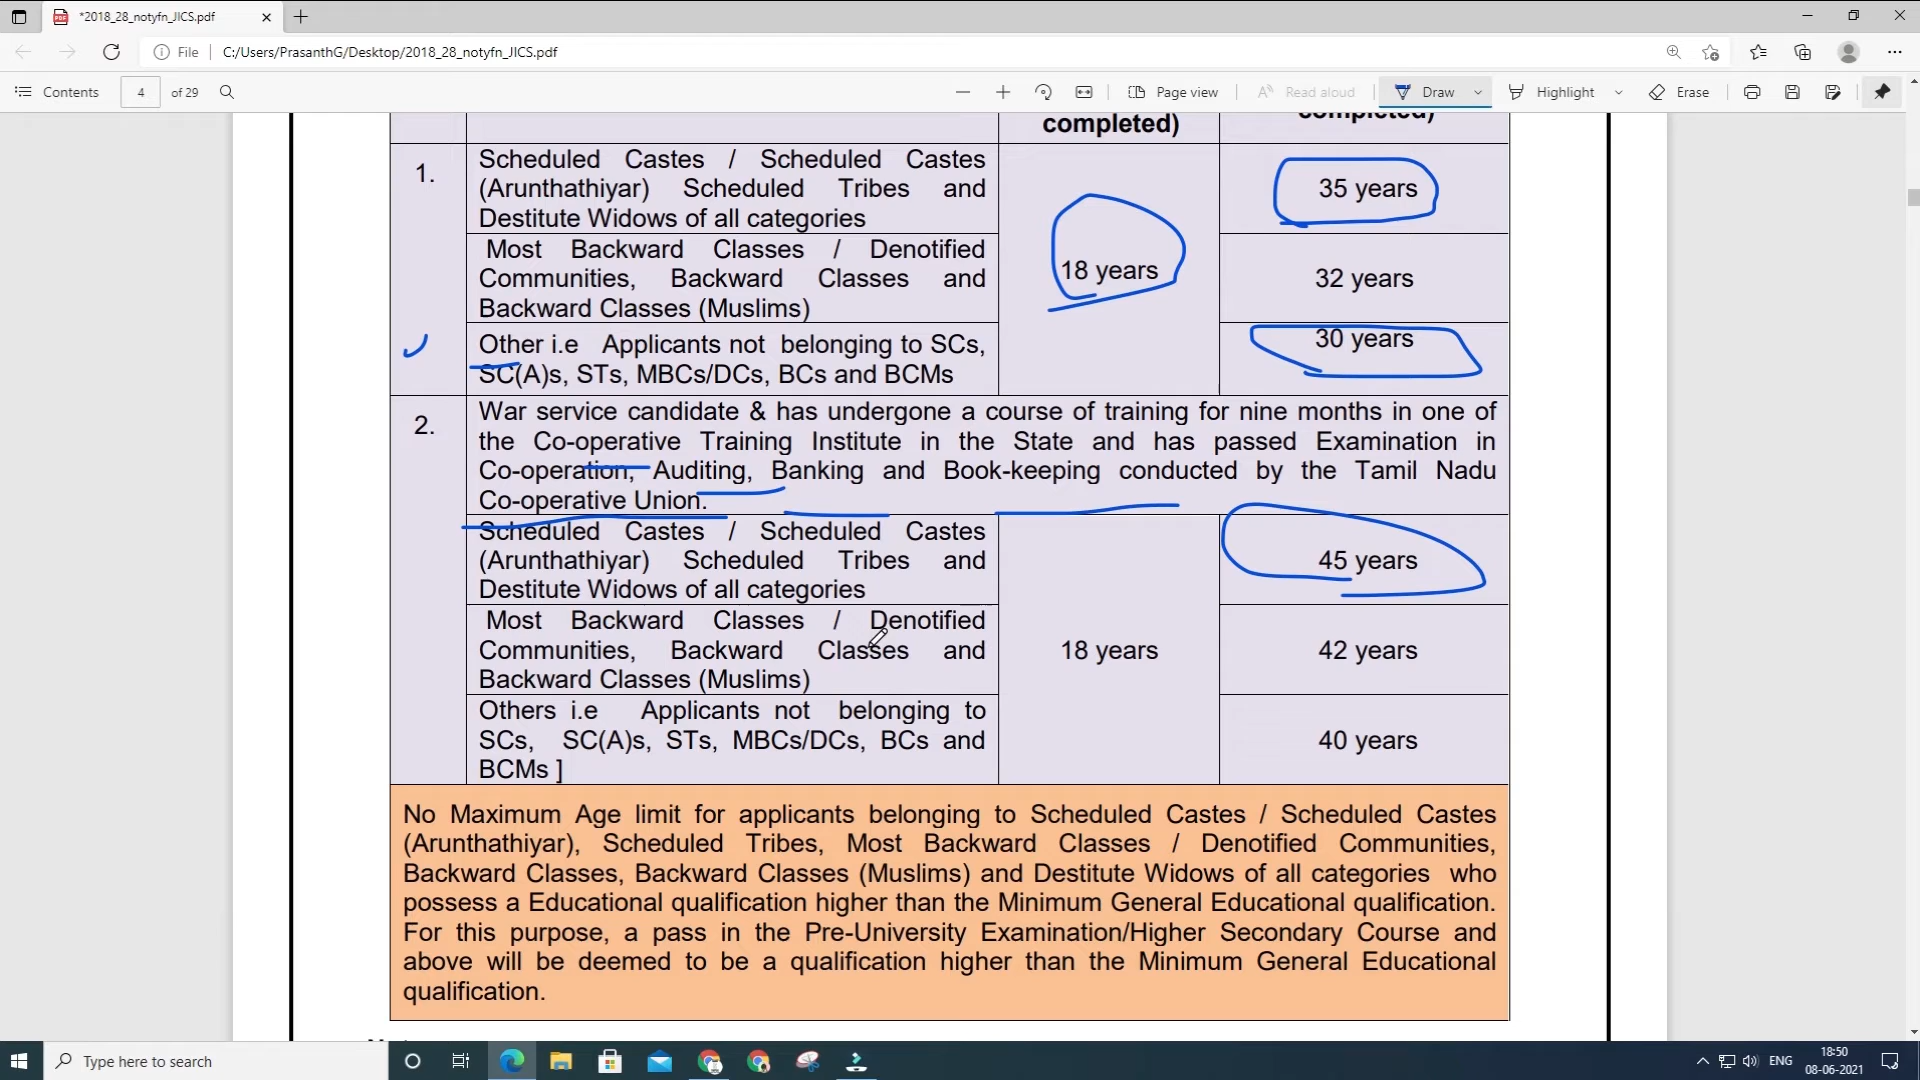 *2018_28_notyfn_JICS.pdf
File C:/Users/PrasanthG/Desktop/2018_28_notyfn_JICS.pdf
Contents 4 of 29 Page view Read aloud Draw Highlight Erase
completed) completed)
1. Scheduled Castes / Scheduled Castes
(Arunthathiyar) Scheduled Tribes and
Destitute Widows of all categories
35 years
18 years
Most Backward Classes / Denotified
Communities, Backward Classes and
Backward Classes (Muslims)
32 years
Other i.e Applicants not belonging to SCs,
SC(A)s, STs, MBCs/DCs, BCs and BCMs
30 years
2. War service candidate & has undergone a course of training for nine months in one of
the Co-operative Training Institute in the State and has passed Examination in
Co-operation, Auditing, Banking and Book-keeping conducted by the Tamil Nadu
Co-operative Union.
Scheduled Castes / Scheduled Castes
(Arunthathiyar) Scheduled Tribes and
Destitute Widows of all categories
45 years
Most Backward Classes / Denotified
Communities, Backward Classes and
Backward Classes (Muslims)
18 years
42 years
Others i.e Applicants not belonging to
SCs, SC(A)s, STs, MBCs/DCs, BCs and
BCMs ]
40 years
No Maximum Age limit for applicants belonging to Scheduled Castes / Scheduled Castes
(Arunthathiyar), Scheduled Tribes, Most Backward Classes / Denotified Communities,
Backward Classes, Backward Classes (Muslims) and Destitute Widows of all categories who
possess a Educational qualification higher than the Minimum General Educational qualification.
For this purpose, a pass in the Pre-University Examination/Higher Secondary Course and
above will be deemed to be a qualification higher than the Minimum General Educational
qualification.
Type here to search
ENG
18:50
08-06-2021